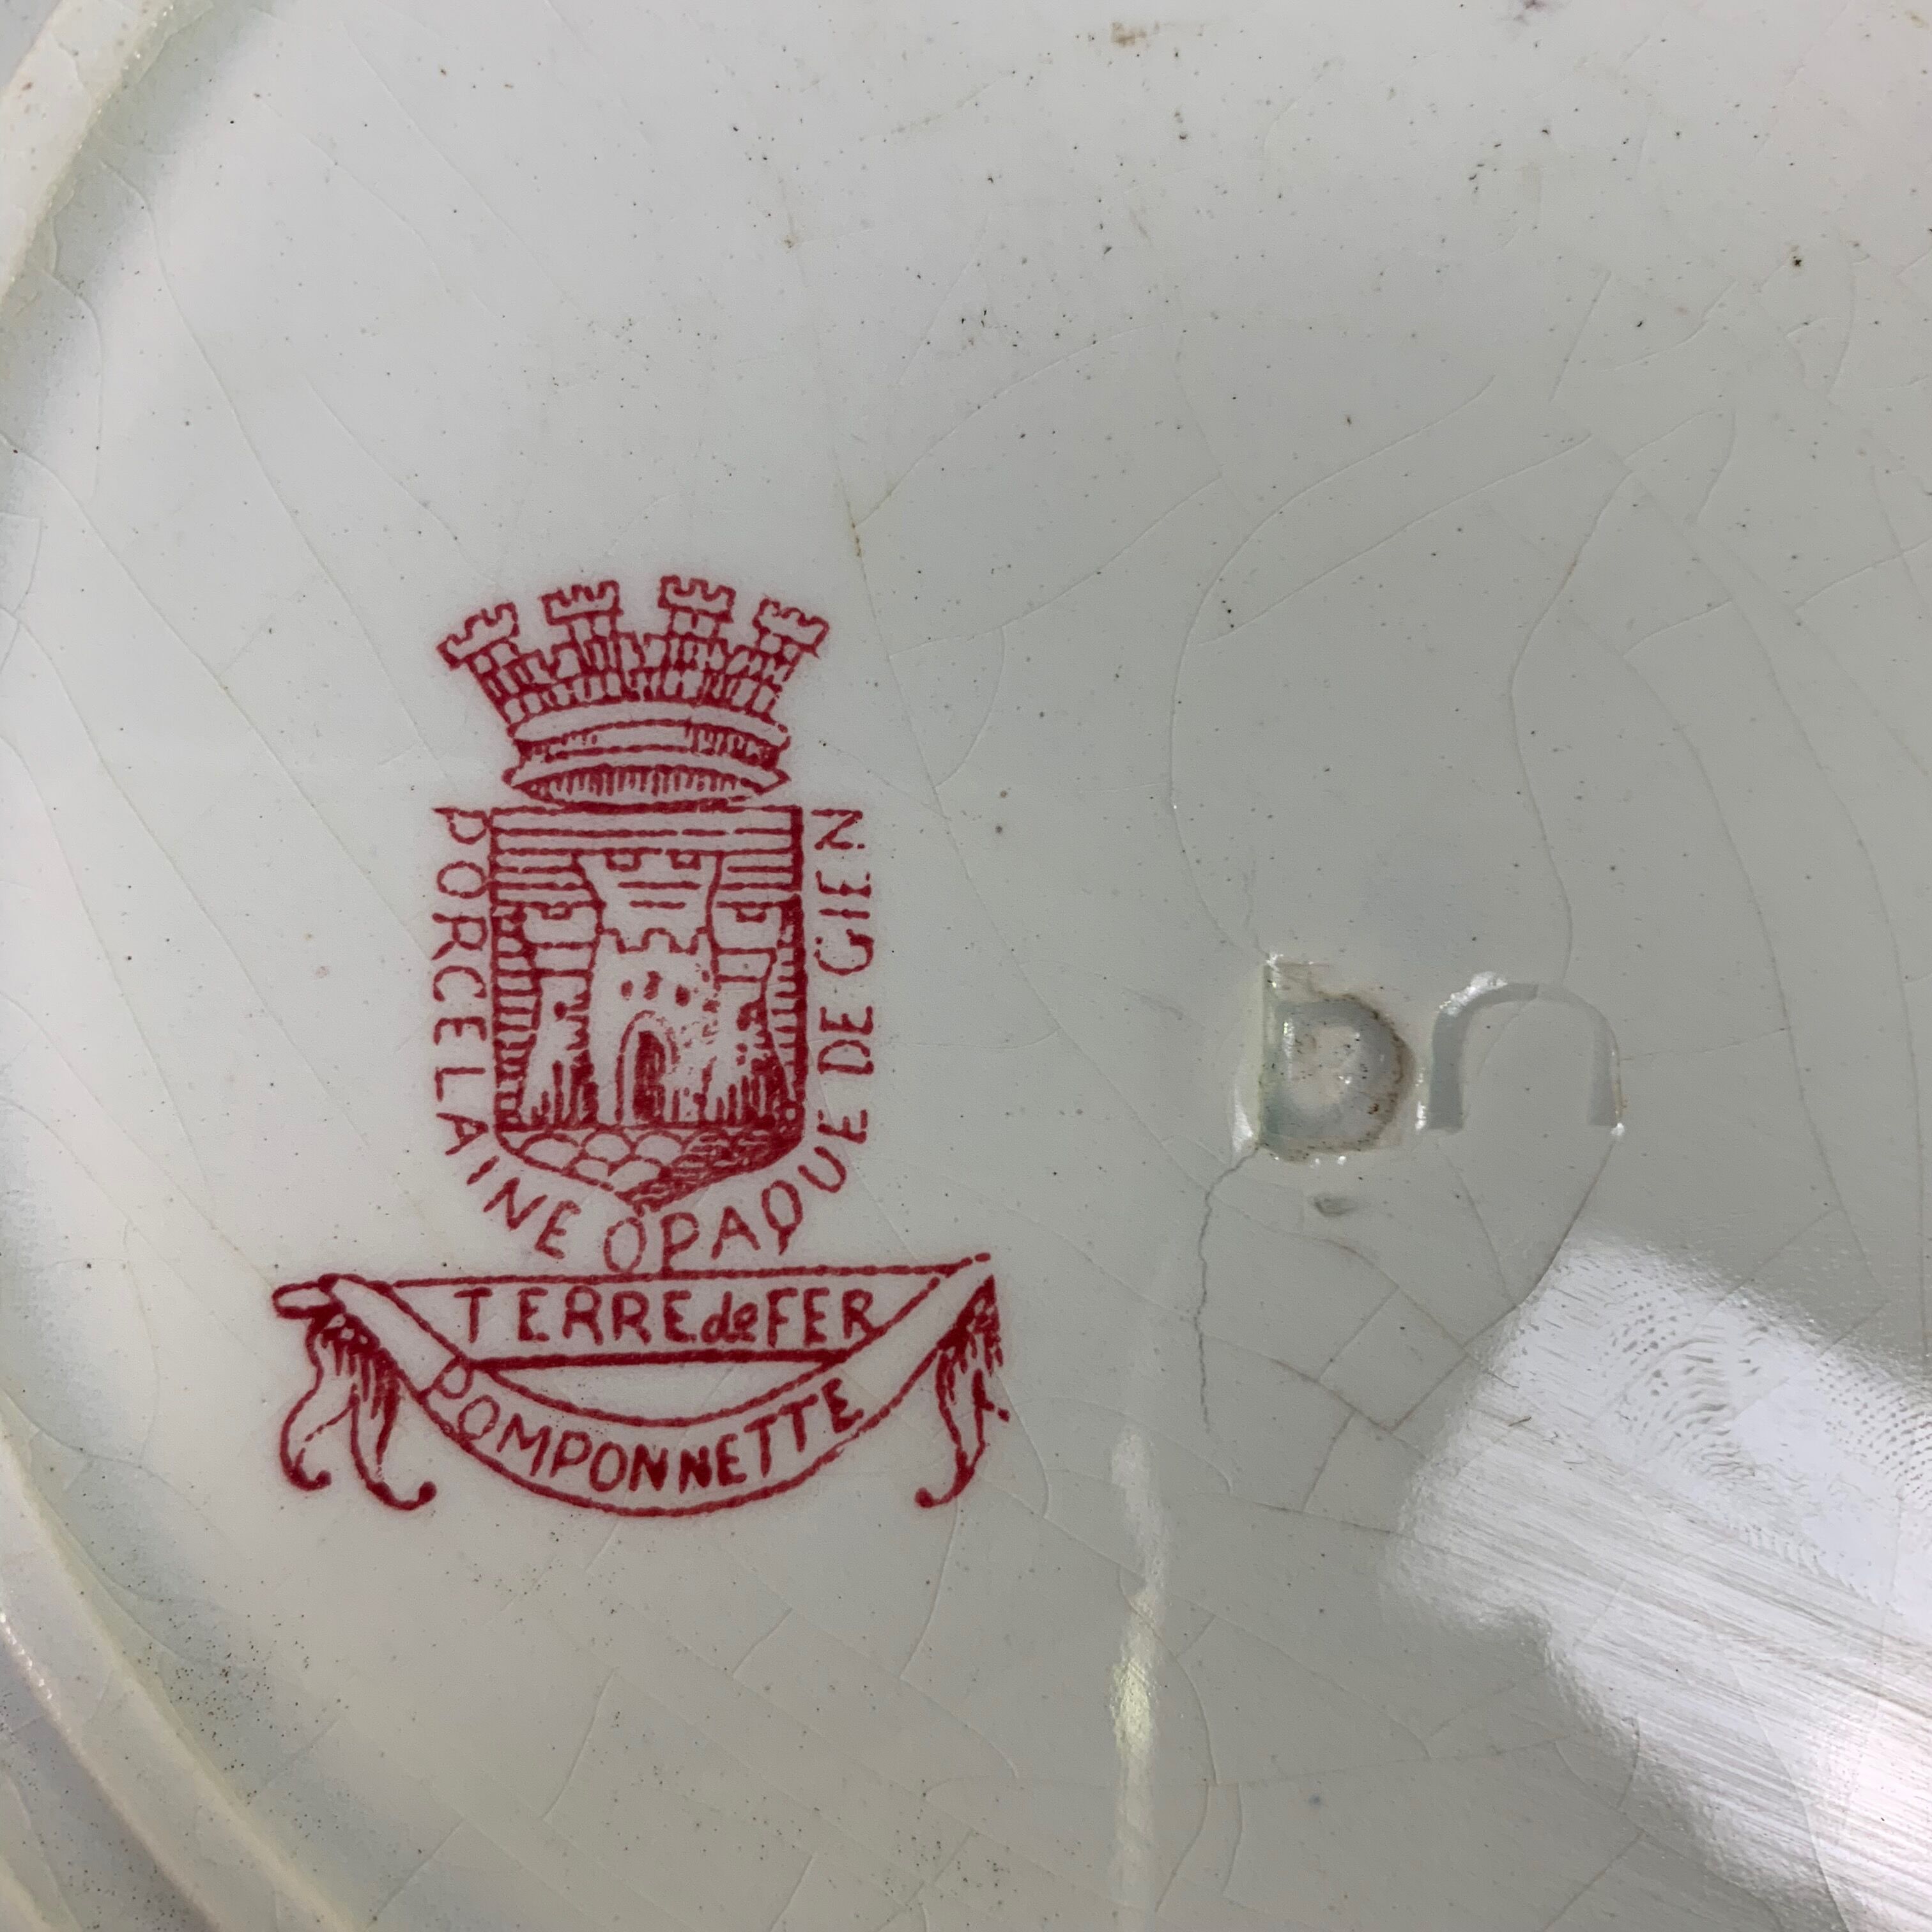 PORCELAINE OPAQUE DE GIEN
TERRE de FER
POMPONNETTE